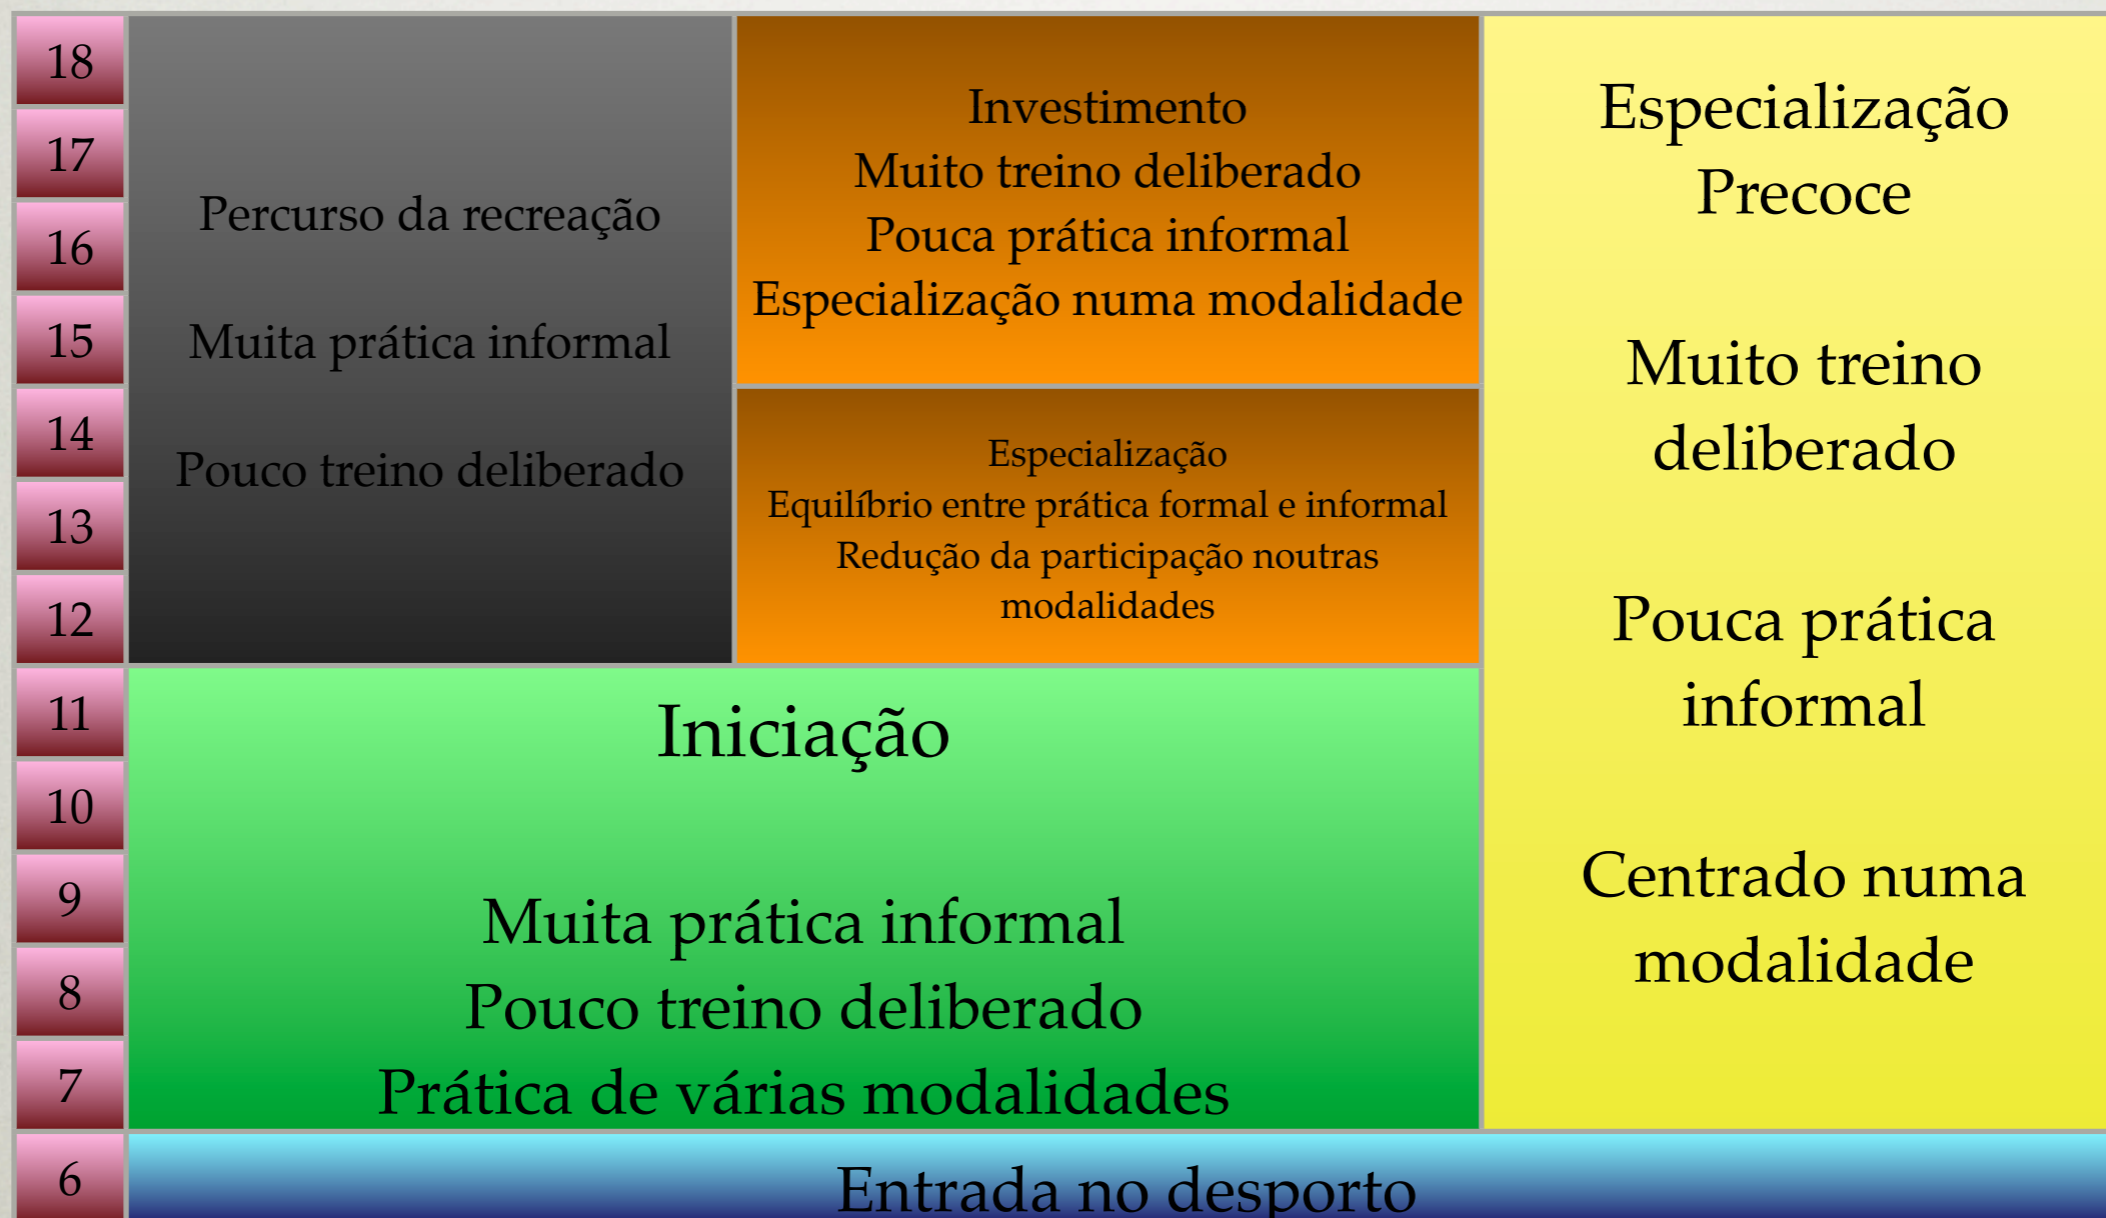 18
17
16
15
14
13
12
11
10
9
8
7
6
Percurso da recreação
Muita prática informal
Pouco treino deliberado
Investimento
Muito treino deliberado
Pouca prática informal
Especialização numa modalidade
Especialização
Equilíbrio entre prática formal e informal
Redução da participação noutras
modalidades
Especialização
Precoce
Muito treino
deliberado
Pouca prática
informal
Centrado numa
modalidade
Iniciação
Muita prática informal
Pouco treino deliberado
Prática de várias modalidades
Entrada no desporto